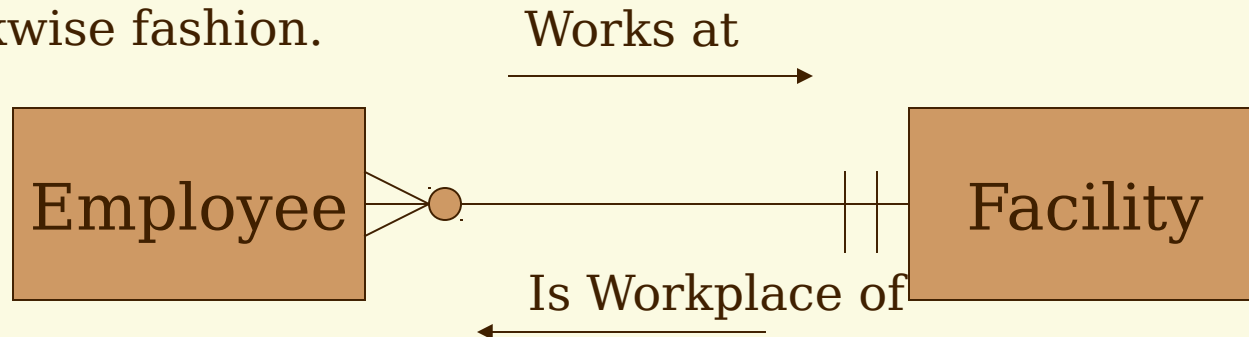 wise fashion.
Works at
Employee
Facility
Is Workplace of